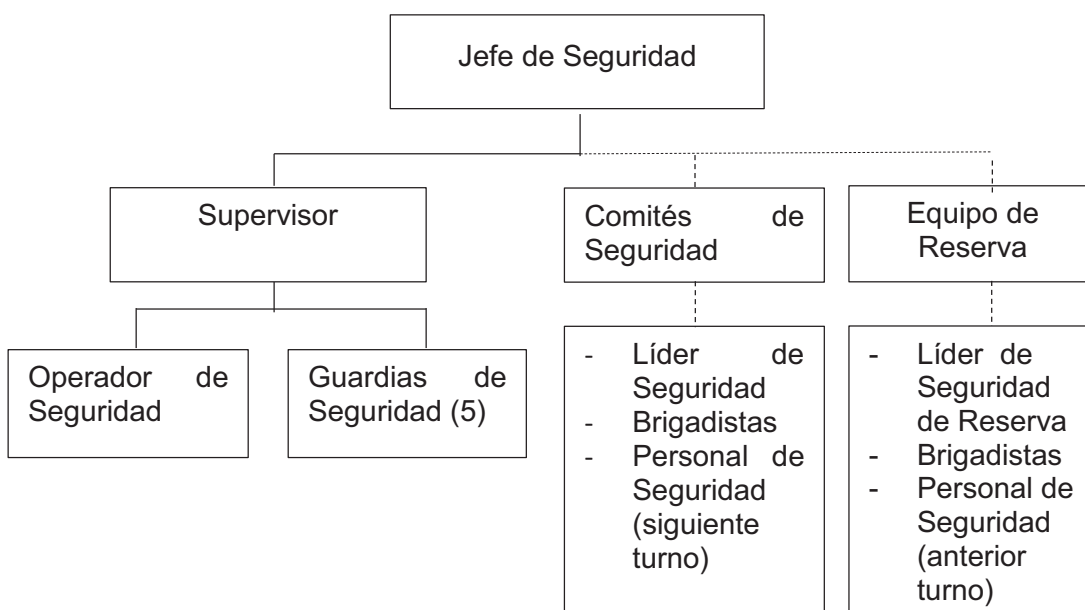 Jefe de Seguridad
Supervisor
Comités de
Seguridad
Equipo de
Reserva
Operador de
Seguridad
Guardias de
Seguridad (5)
- Líder de
Seguridad
- Brigadistas
- Personal de
Seguridad
(siguiente
turno)
- Líder de
Seguridad
de Reserva
- Brigadistas
- Personal de
Seguridad
(anterior
turno)